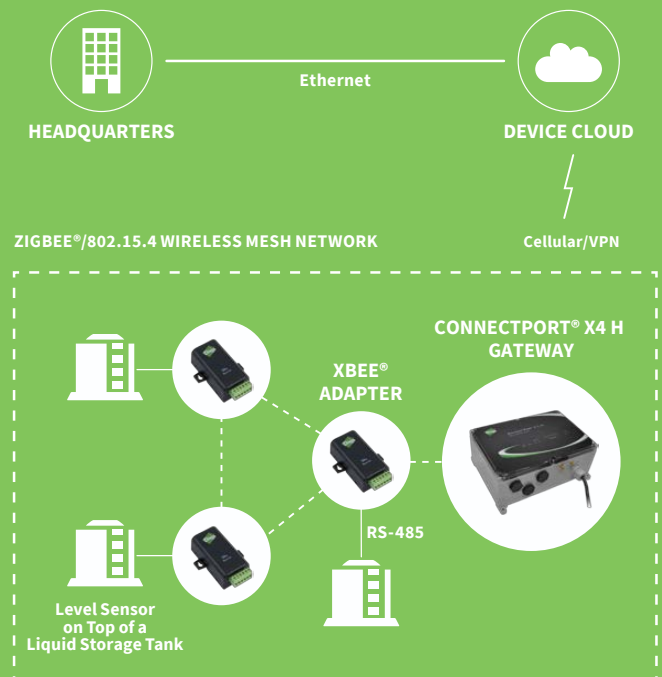 Ethernet
HEADQUARTERS
DEVICE CLOUD
ZIGBEE®/802.15.4 WIRELESS MESH NETWORK
Cellular/VPN
CONNECTPORT® X4 H
GATEWAY
XBEE®
ADAPTER
RS-485
Level Sensor
on Top of a
Liquid Storage Tank